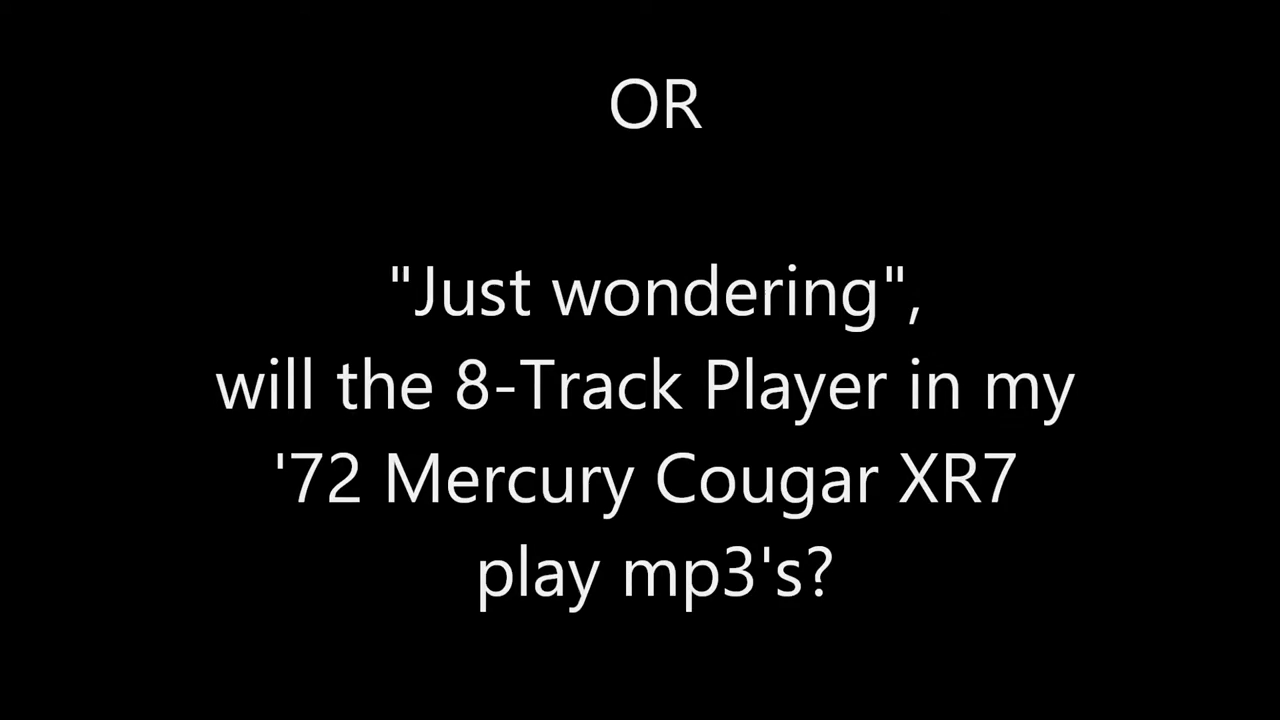 OR
"Just wondering",
will the 8-Track Player in my
'72 Mercury Cougar XR7
play mp3's?